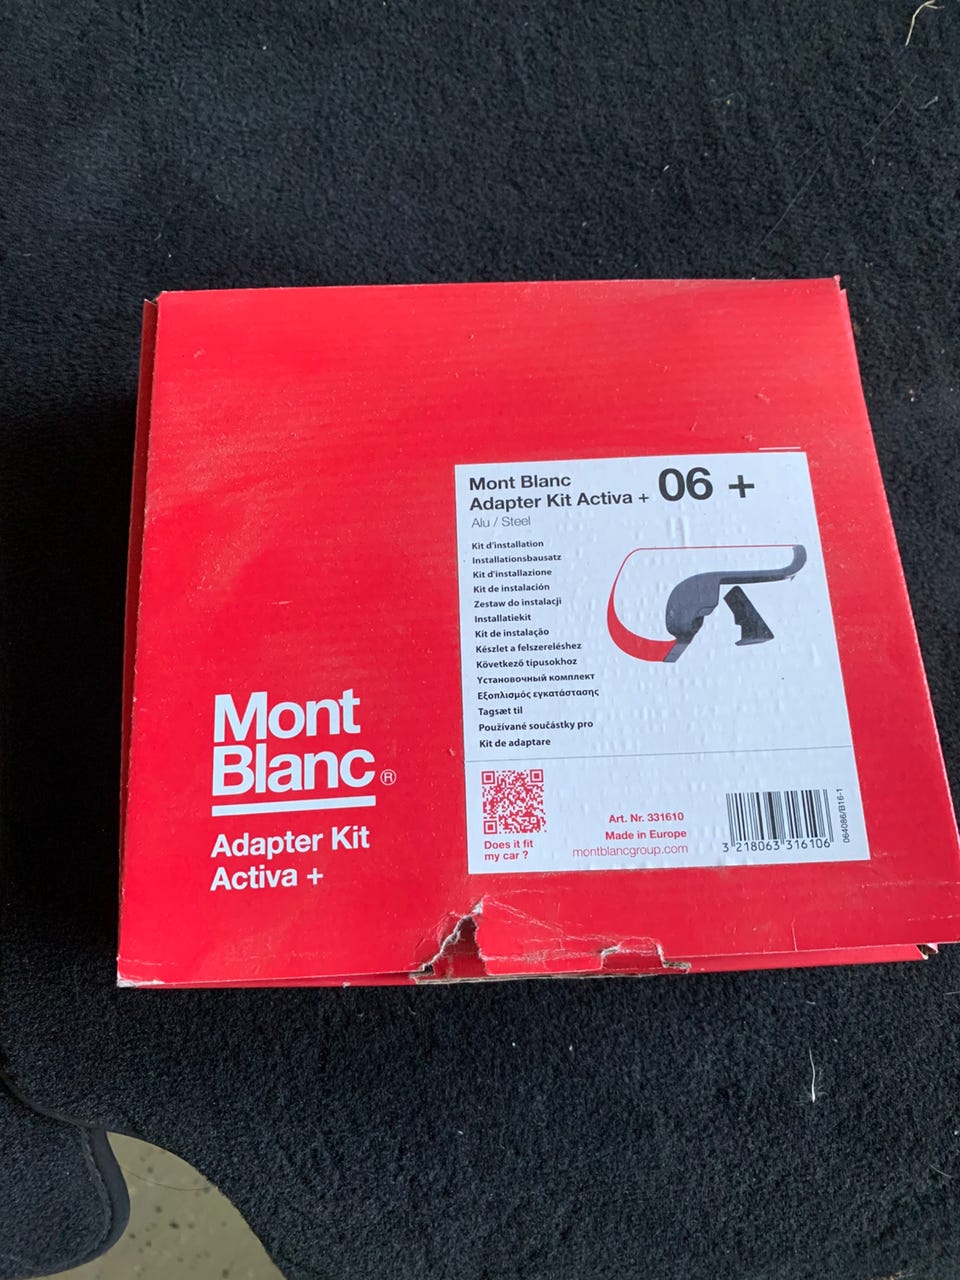 Mont Blanc
Adapter Kit Activa + 06 +
Alu / Steel
Kit d'installation
Installationsbausatz
Kit d'installazione
Kit de instalación
Zestaw do instalacji
Installatiekit
Kit de instalação
Készlet a felszereléshez
Következő típusokhoz
Установочный комплект
Εξοπλισμός εγκατάστασης
Tagsæt til
Používané součástky pro
Kit de adaptare
Does it fit
my car ?
Art. Nr. 331610
Made in Europe
montblancgroup.com
3 218063 316106
064086/B16-1
Mont
Blanc®
Adapter Kit
Activa +